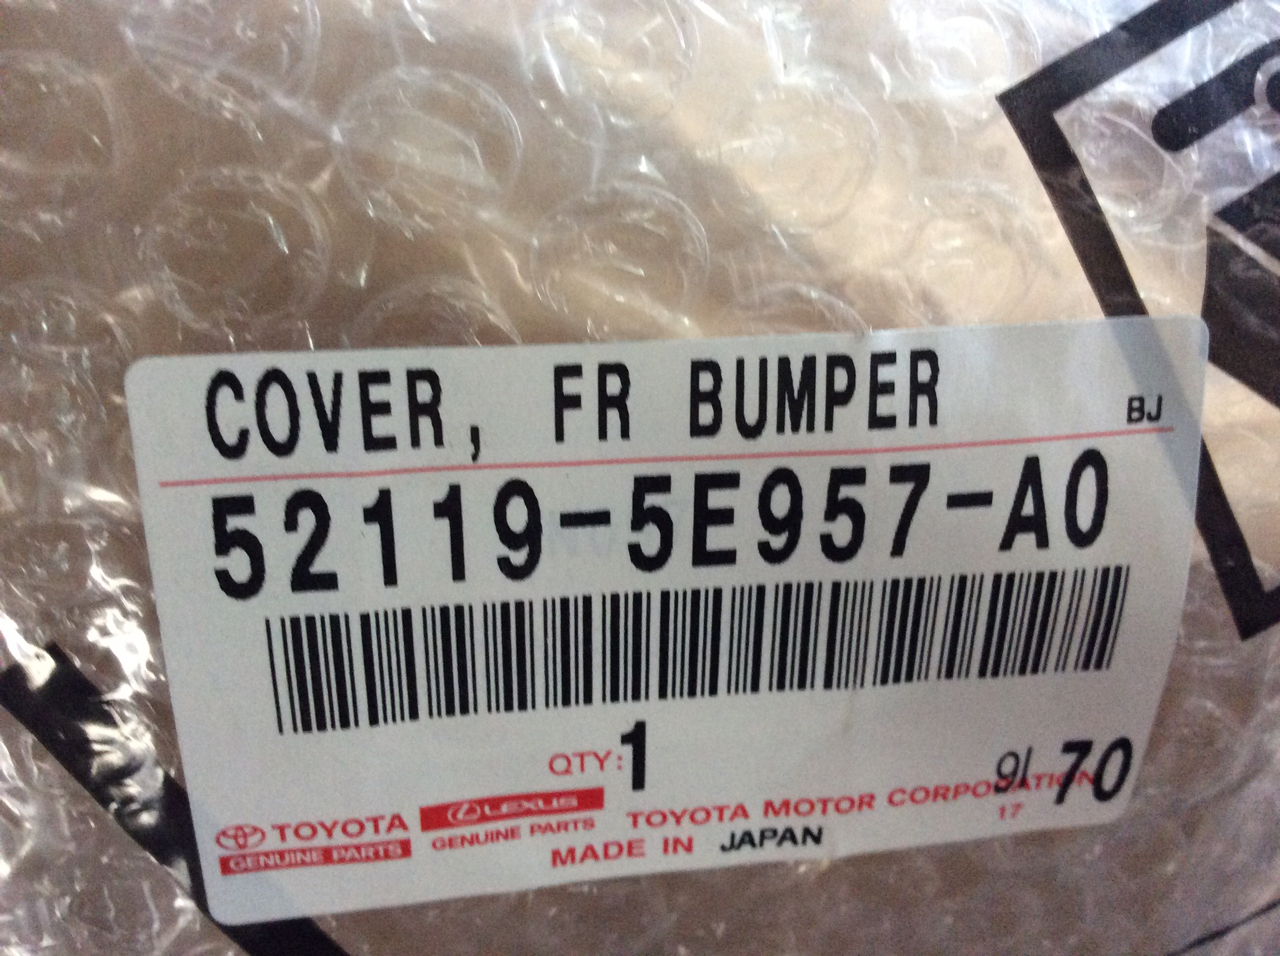 COVER, FR BUMPER
BJ
52119-5E957-A0
QTY:1
9/ 70
TOYOTA
GENUINE PARTS
LEXUS
GENUINE PARTS
TOYOTA MOTOR CORPORATION
17
MADE IN JAPAN